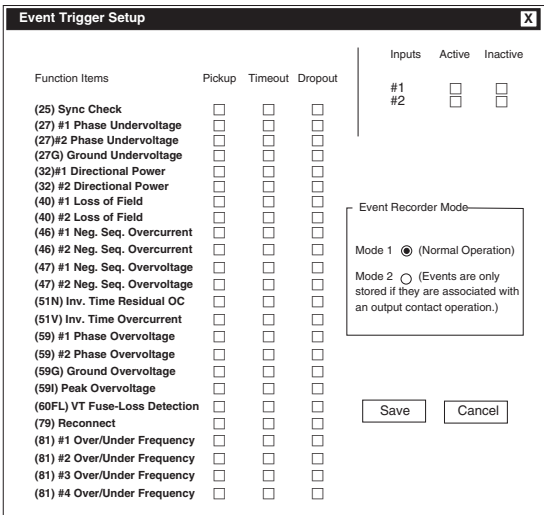 Event Trigger Setup X
Inputs Active Inactive
#1
#2
Function Items Pickup Timeout Dropout
(25) Sync Check
(27) #1 Phase Undervoltage
(27)#2 Phase Undervoltage
(27G) Ground Undervoltage
(32)#1 Directional Power
(32) #2 Directional Power
(40) #1 Loss of Field
(40) #2 Loss of Field
(46) #1 Neg. Seq. Overcurrent
(46) #2 Neg. Seq. Overcurrent
(47) #1 Neg. Seq. Overvoltage
(47) #2 Neg. Seq. Overvoltage
(51N) Inv. Time Residual OC
(51V) Inv. Time Overcurrent
(59) #1 Phase Overvoltage
(59) #2 Phase Overvoltage
(59G) Ground Overvoltage
(59I) Peak Overvoltage
(60FL) VT Fuse-Loss Detection
(79) Reconnect
(81) #1 Over/Under Frequency
(81) #2 Over/Under Frequency
(81) #3 Over/Under Frequency
(81) #4 Over/Under Frequency
Event Recorder Mode
Mode 1 (Normal Operation)
Mode 2 (Events are only
stored if they are associated with
an output contact operation.)
Save Cancel